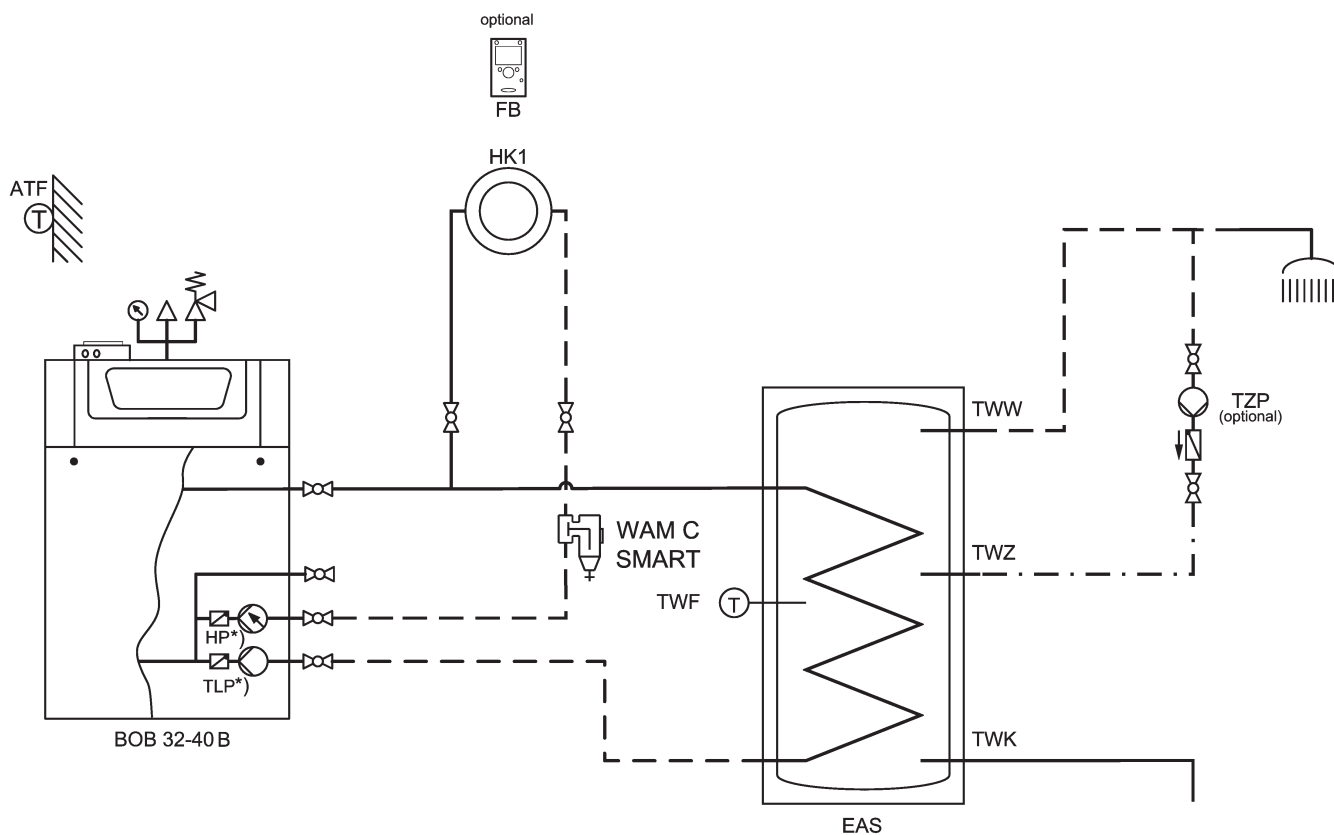 optional
FB
HK1
ATF
T
TWW
TZP
(optional)
WAM C
SMART
TWZ
TWF
T
HP*)
TLP*)
TWK
BOB 32-40 B
EAS